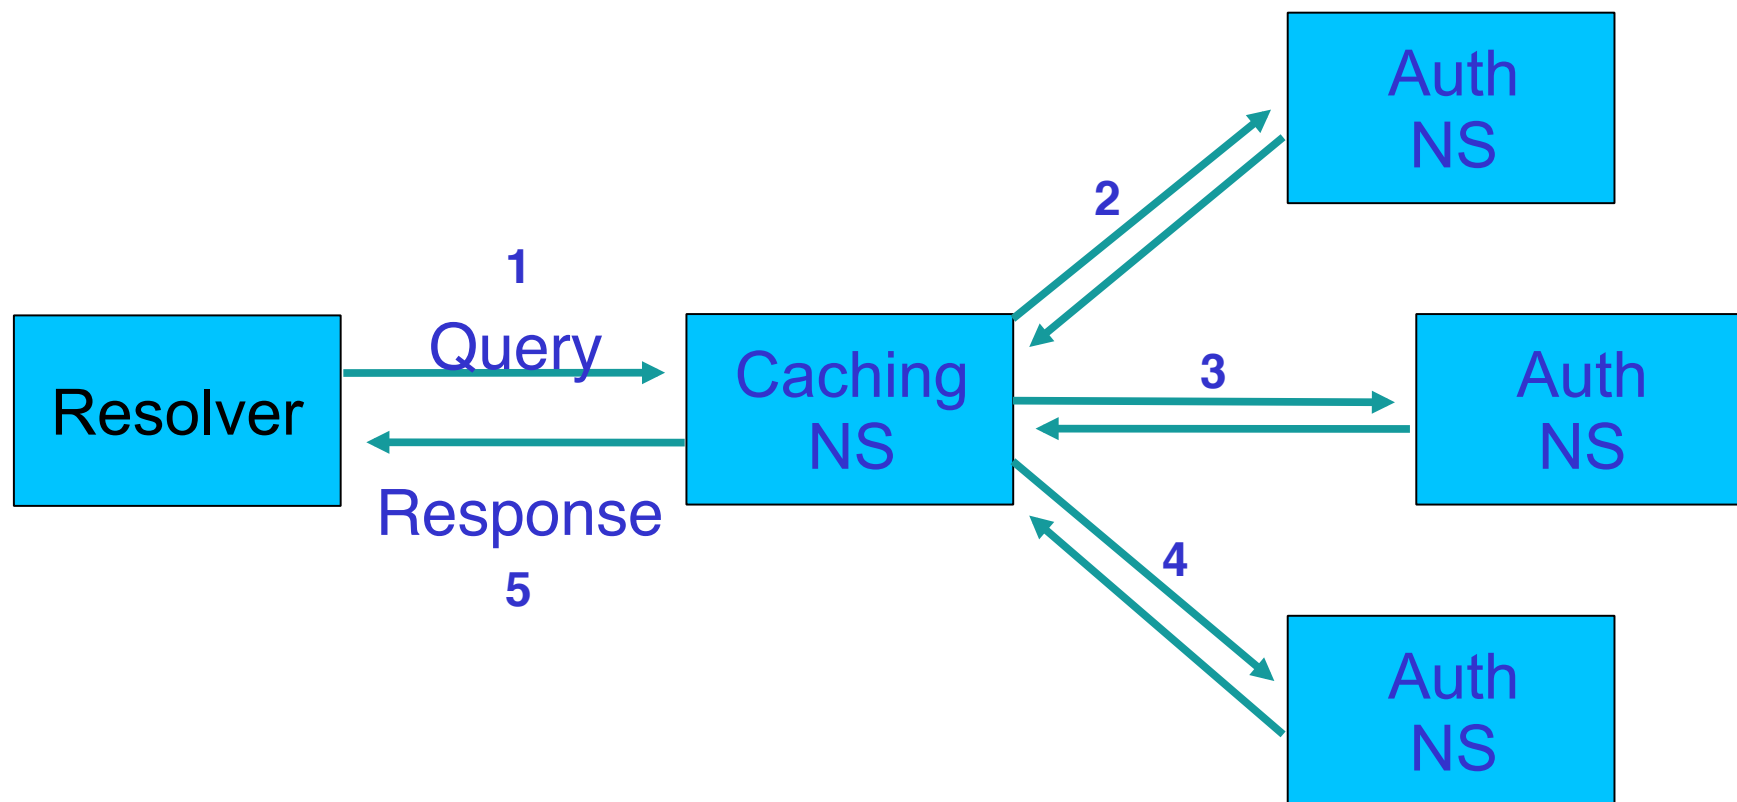 Auth
NS
2
1
Query
Resolver
Response
5
Caching
NS
3
Auth
NS
4
Auth
NS